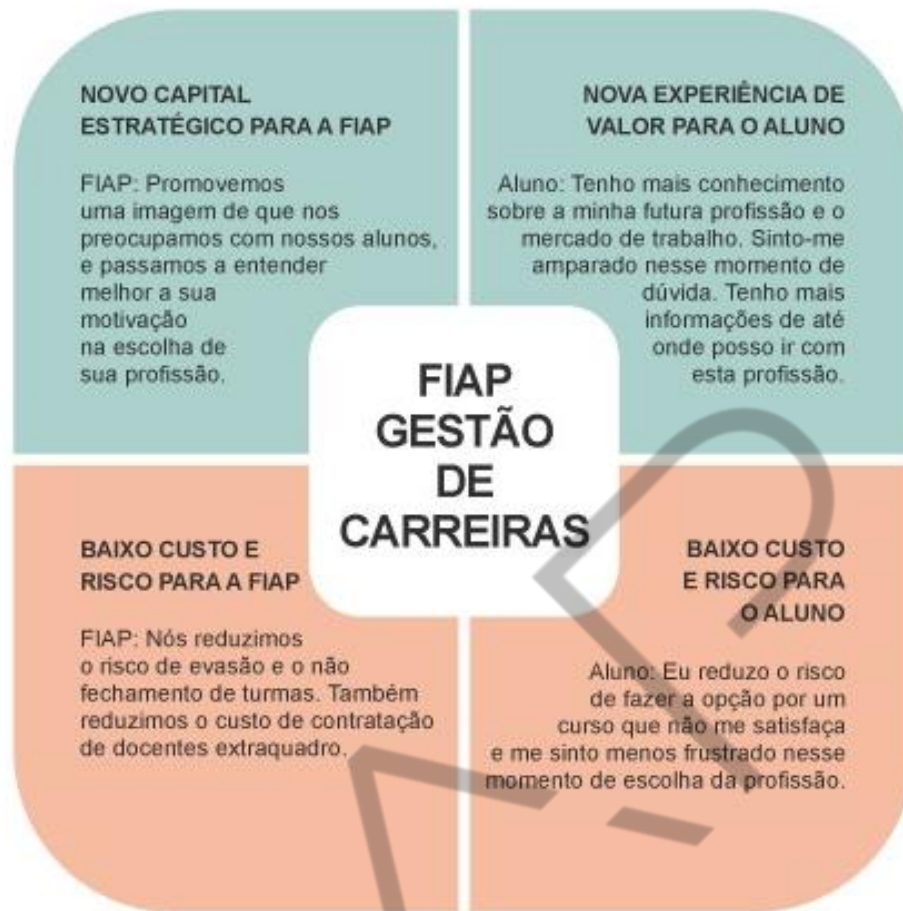 NOVO CAPITAL
ESTRATÉGICO PARA A FIAP
FIAP: Promovemos
uma imagem de que nos
preocupamos com nossos alunos,
e passamos a entender
melhor a sua
motivação
na escolha de
sua profissão.
NOVA EXPERIÊNCIA DE
VALOR PARA O ALUNO
Aluno: Tenho mais conhecimento
sobre a minha futura profissão e o
mercado de trabalho. Sinto-me
amparado nesse momento de
dúvida. Tenho mais
informações de até
onde posso ir com
esta profissão.
FIAP
GESTÃO
DE
CARREIRAS
BAIXO CUSTO E
RISCO PARA A FIAP
FIAP: Nós reduzimos
o risco de evasão e o não
fechamento de turmas. Também
reduzimos o custo de contratação
de docentes extraquadro.
BAIXO CUSTO
E RISCO PARA
O ALUNO
Aluno: Eu reduzo o risco
de fazer a opção por um
curso que não me satisfaça
e me sinto menos frustrado nesse
momento de escolha da profissão.